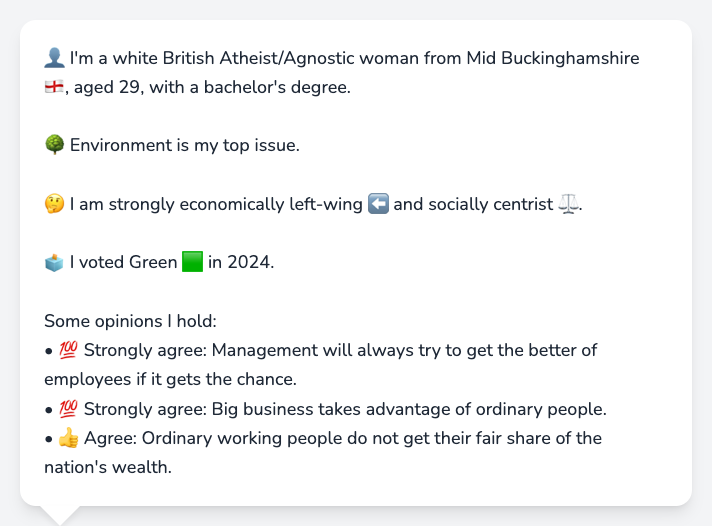 👤 I'm a white British Atheist/Agnostic woman from Mid Buckinghamshire
🏴󠁧󠁢󠁥󠁮󠁧󠁿, aged 29, with a bachelor's degree.
🌳 Environment is my top issue.
🤔 I am strongly economically left-wing ⬅️ and socially centrist ⚖️.
🗳️ I voted Green 🟩 in 2024.
Some opinions I hold:
• 💯 Strongly agree: Management will always try to get the better of
employees if it gets the chance.
• 💯 Strongly agree: Big business takes advantage of ordinary people.
• 👍 Agree: Ordinary working people do not get their fair share of the
nation's wealth.